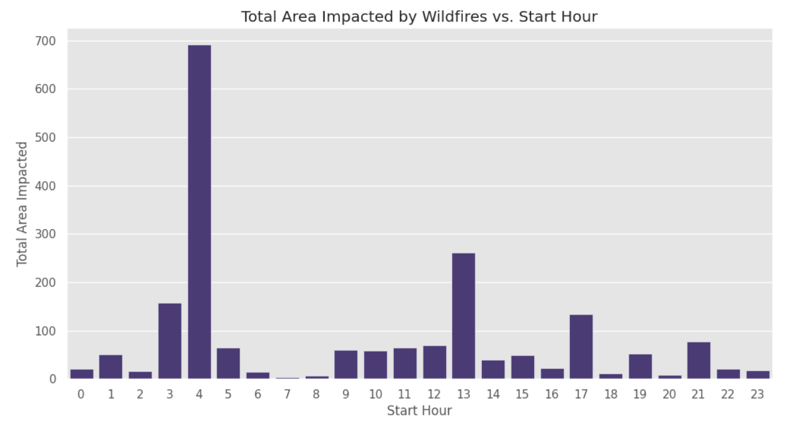 Total Area Impacted by Wildfires vs. Start Hour
700
600
500
400
300
200
100
0
Total Area Impacted
0 1 2 3 4 5 6 7 8 9 10 11 12 13 14 15 16 17 18 19 20 21 22 23
Start Hour